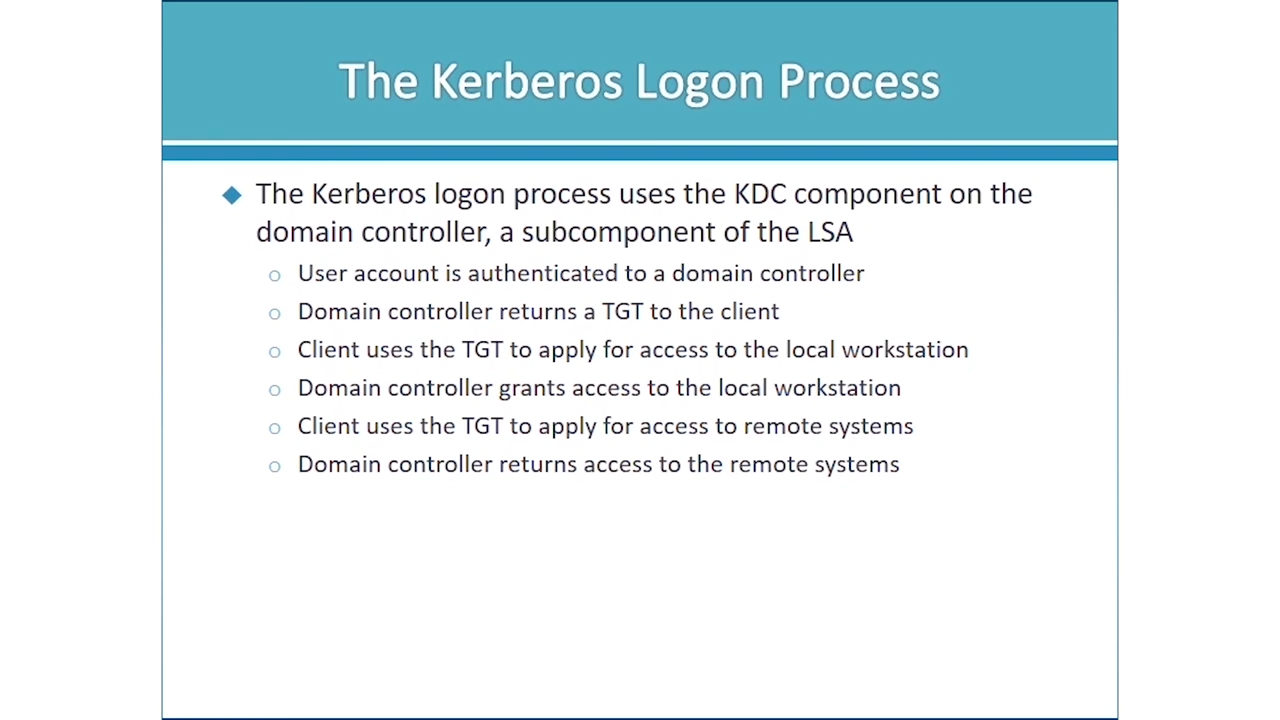 The Kerberos Logon Process
The Kerberos logon process uses the KDC component on the
domain controller, a subcomponent of the LSA
User account is authenticated to a domain controller
Domain controller returns a TGT to the client
Client uses the TGT to apply for access to the local workstation
Domain controller grants access to the local workstation
Client uses the TGT to apply for access to remote systems
Domain controller returns access to the remote systems